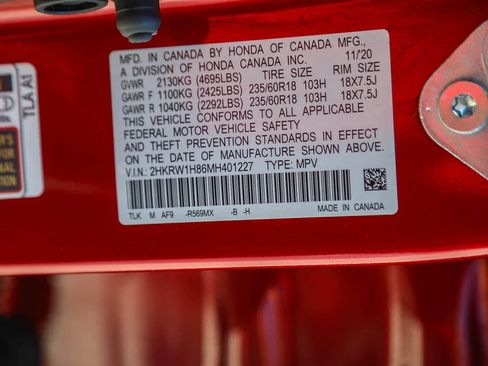 MFD. IN CANADA BY HONDA OF CANADA MFG.,
A DIVISION OF HONDA CANADA INC. 11/20
GVWR 2130KG (4695LBS) TIRE SIZE RIM SIZE
GAWR F 1100KG (2425LBS) 235/60R18 103H 18X7.5J
GAWR R 1040KG (2292LBS) 235/60R18 103H 18X7.5J
THIS VEHICLE CONFORMS TO ALL APPLICABLE
FEDERAL MOTOR VEHICLE SAFETY
AND THEFT PREVENTION STANDARDS IN EFFECT
ON THE DATE OF MANUFACTURE SHOWN ABOVE.
V.I.N.: 2HKRW1H86MH401227 TYPE: MPV
TLK M AF9 -R569MX -B -H MADE IN CANADA
TLA A1